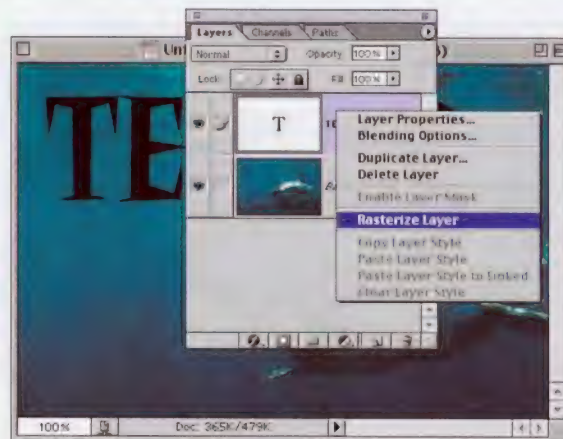 Layers Channels Paths
Normal Opacity: 100%
Lock: Fill: 100%
TE
T
Layer Properties...
Blending Options...
Duplicate Layer...
Delete Layer
Enable Layer Mask
Rasterize Layer
Copy Layer Style
Paste Layer Style
Paste Layer Style to Linked
Clear Layer Style
100% Doc: 365K/479K